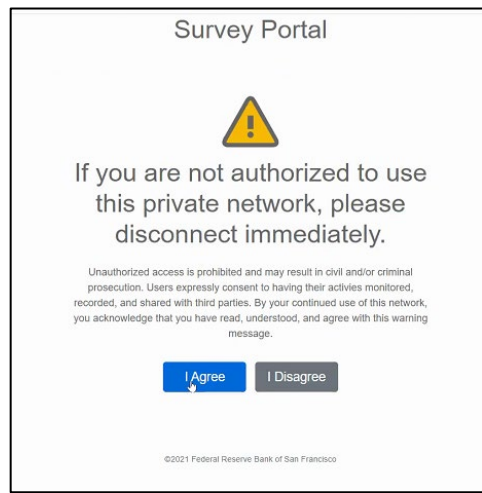 Survey Portal
If you are not authorized to use
this private network, please
disconnect immediately.
Unauthorized access is prohibited and may result in civil and/or criminal
prosecution. Users expressly consent to having their activies monitored,
recorded, and shared with third parties. By your continued use of this network,
you acknowledge that you have read, understood, and agree with this warning
message.
I Agree I Disagree
©2021 Federal Reserve Bank of San Francisco